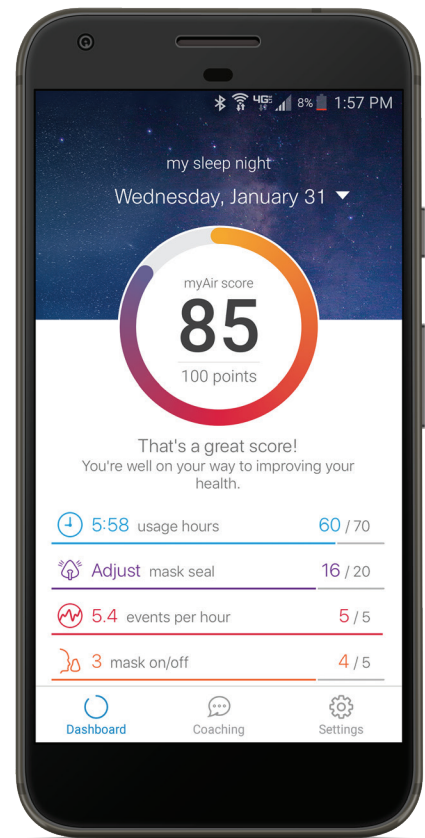 4G 8% 1:57 PM
my sleep night
Wednesday, January 31
myAir score
85
100 points
That's a great score!
You're well on your way to improving your
health.
5:58 usage hours 60 / 70
Adjust mask seal 16 / 20
5.4 events per hour 5 / 5
3 mask on/off 4 / 5
Dashboard Coaching Settings